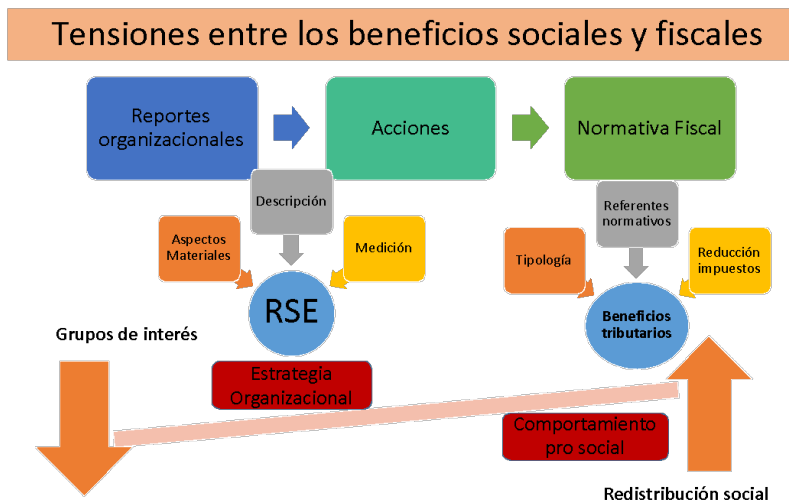 Tensiones entre los beneficios sociales y fiscales
Reportes
organizacionales
Acciones
Normativa Fiscal
Descripción
Aspectos
Materiales
Medición
RSE
Referentes
normativos
Tipología
Reducción
impuestos
Beneficios
tributarios
Grupos de interés
Estrategia
Organizacional
Comportamiento
pro social
Redistribución social